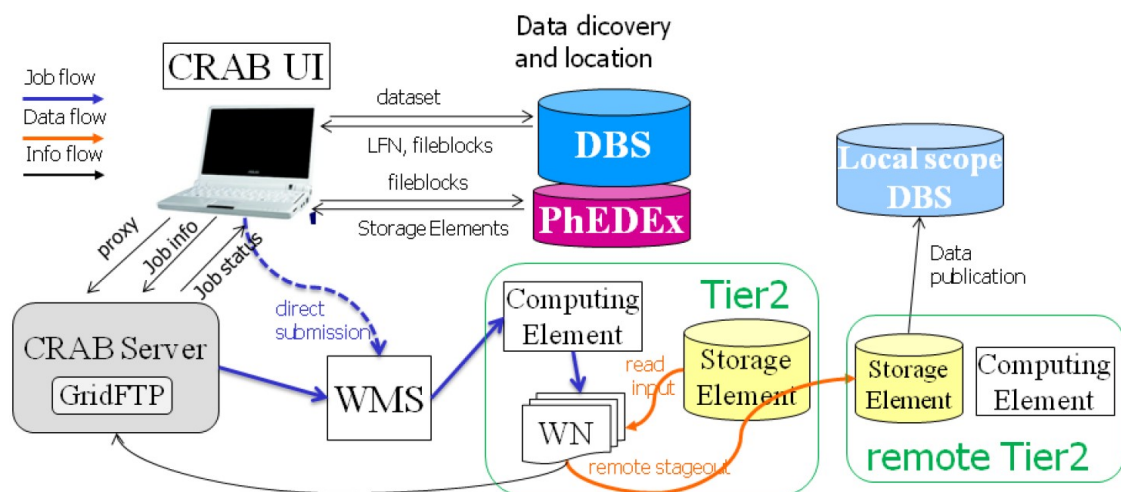 Data dicovery
and location
CRAB UI
Job flow
Data flow
Info flow
dataset
LFN, fileblocks
DBS
fileblocks
Storage Elements
PhEDEx
Local scope
DBS
proxy
Job info
Job status
direct
submission
Data
publication
CRAB Server
GridFTP
WMS
Tier2
Computing
Element
Storage
Element
read
input
WN
remote stageout
Storage
Element
Computing
Element
remote Tier2